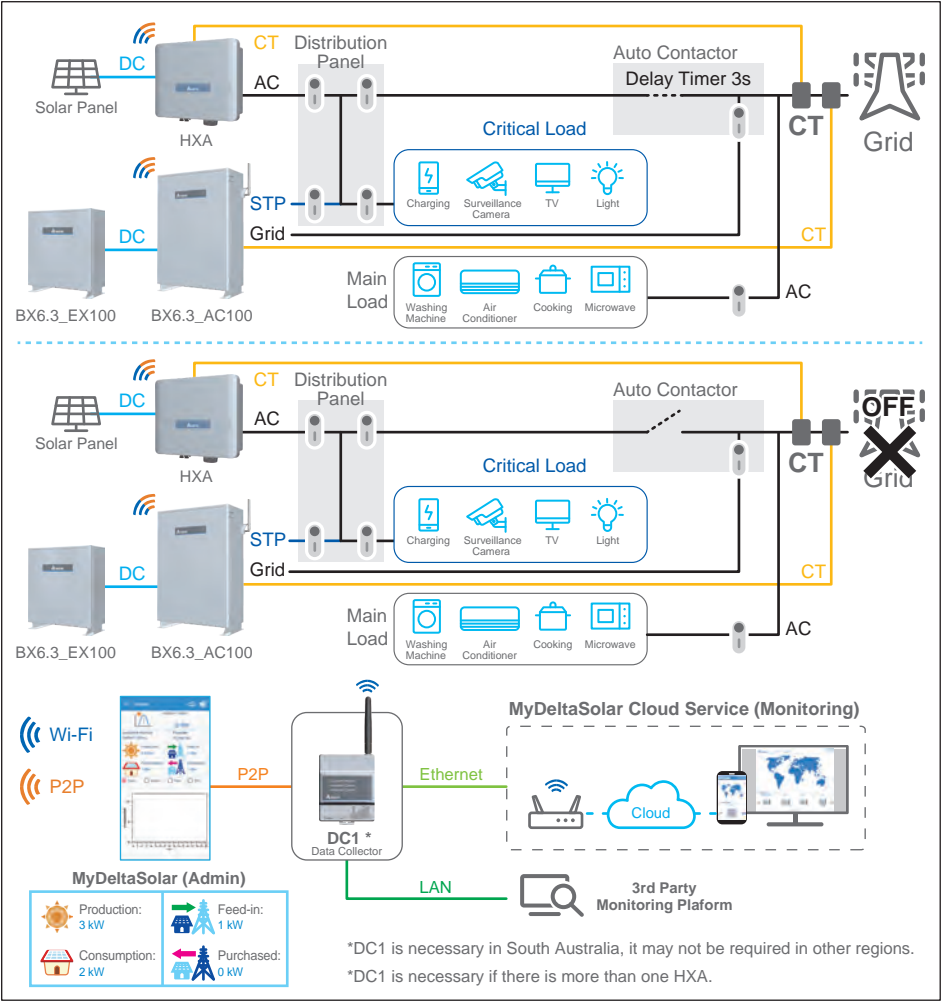 CT
Distribution
Panel
Auto Contactor
DC
Delay Timer 3s
Solar Panel
AC
HXA
CT
Grid
Critical Load
Charging
Surveillance
Camera
TV
Light
STP
Grid
DC
CT
Main
Load
Washing
Machine
Air
Conditioner
Cooking
Microwave
AC
BX6.3_EX100
BX6.3_AC100
CT
Distribution
Panel
Auto Contactor
DC
Solar Panel
AC
HXA
CT
OFF
Grid
Critical Load
Charging
Surveillance
Camera
TV
Light
STP
Grid
DC
CT
Main
Load
Washing
Machine
Air
Conditioner
Cooking
Microwave
AC
BX6.3_EX100
BX6.3_AC100
Wi-Fi
P2P
P2P
DC1 *
Data Collector
Ethernet
MyDeltaSolar Cloud Service (Monitoring)
Cloud
LAN
3rd Party
Monitoring Plaform
MyDeltaSolar (Admin)
Production:
3 kW
Feed-in:
1 kW
Consumption:
2 kW
Purchased:
0 kW
*DC1 is necessary in South Australia, it may not be required in other regions.
*DC1 is necessary if there is more than one HXA.